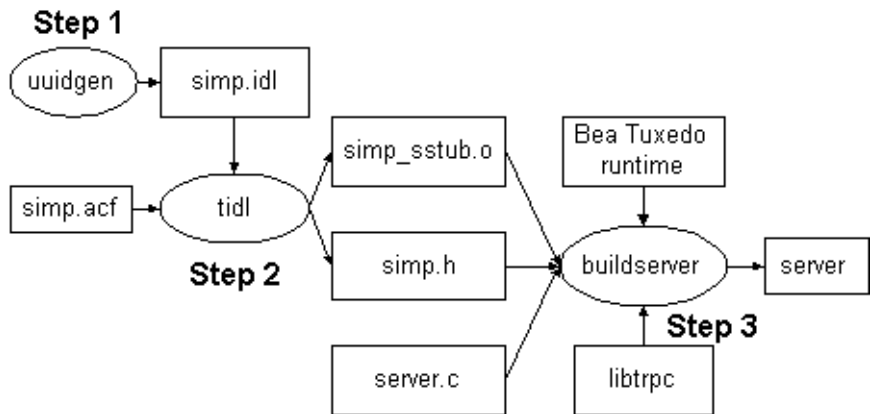 Step 1
uuidgen
simp.idl
simp_sstub.o
Bea Tuxedo
runtime
simp.acf
tidl
Step 2
simp.h
buildserver
server
Step 3
server.c
libtrpc